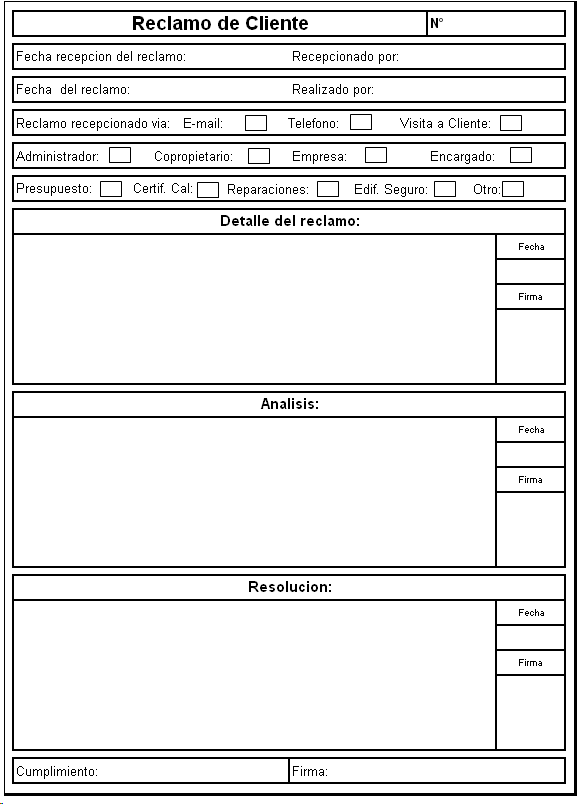 Reclamo de Cliente N°
Fecha recepcion del reclamo: Recepcionado por:
Fecha del reclamo: Realizado por:
Reclamo recepcionado via: E-mail: Telefono: Visita a Cliente:
Administrador: Copropietario: Empresa: Encargado:
Presupuesto: Certif. Cal: Reparaciones: Edif. Seguro: Otro:
Detalle del reclamo:
Fecha
Firma
Analisis:
Fecha
Firma
Resolucion:
Fecha
Firma
Cumplimiento: Firma: